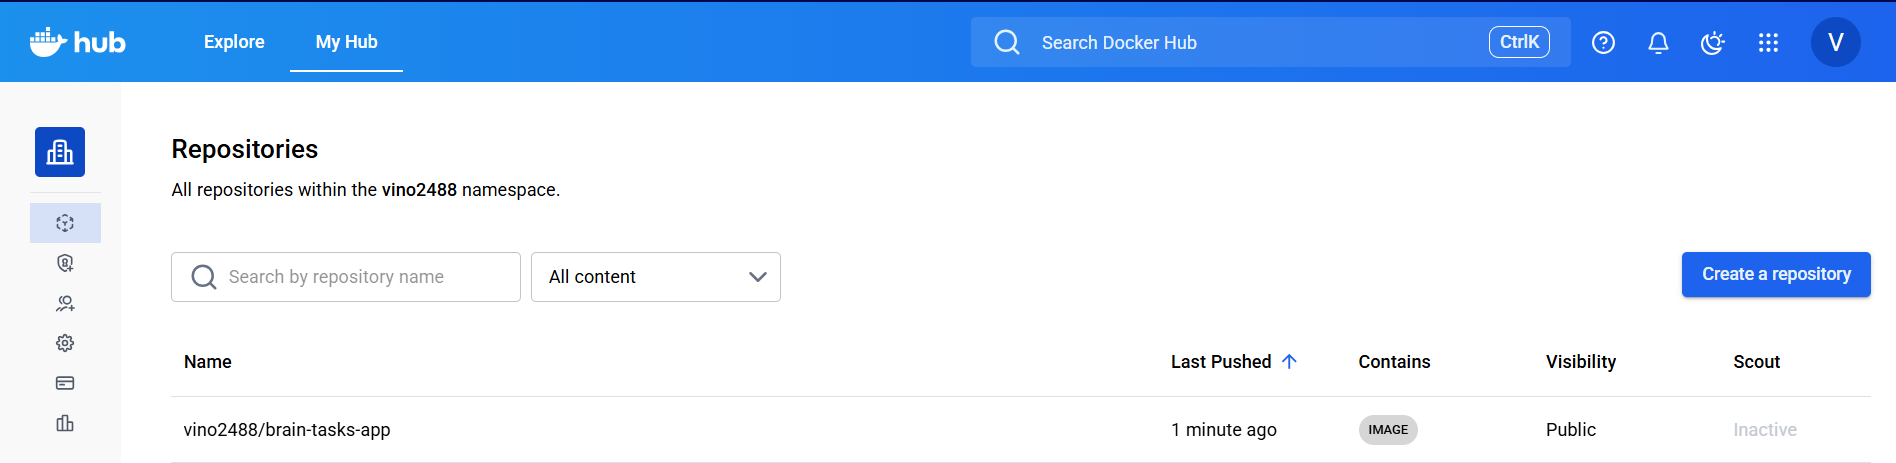 hub Explore My Hub Search Docker Hub CtrlK V
Repositories
All repositories within the vino2488 namespace.
Search by repository name All content Create a repository
Name Last Pushed Contains Visibility Scout
vino2488/brain-tasks-app 1 minute ago IMAGE Public Inactive